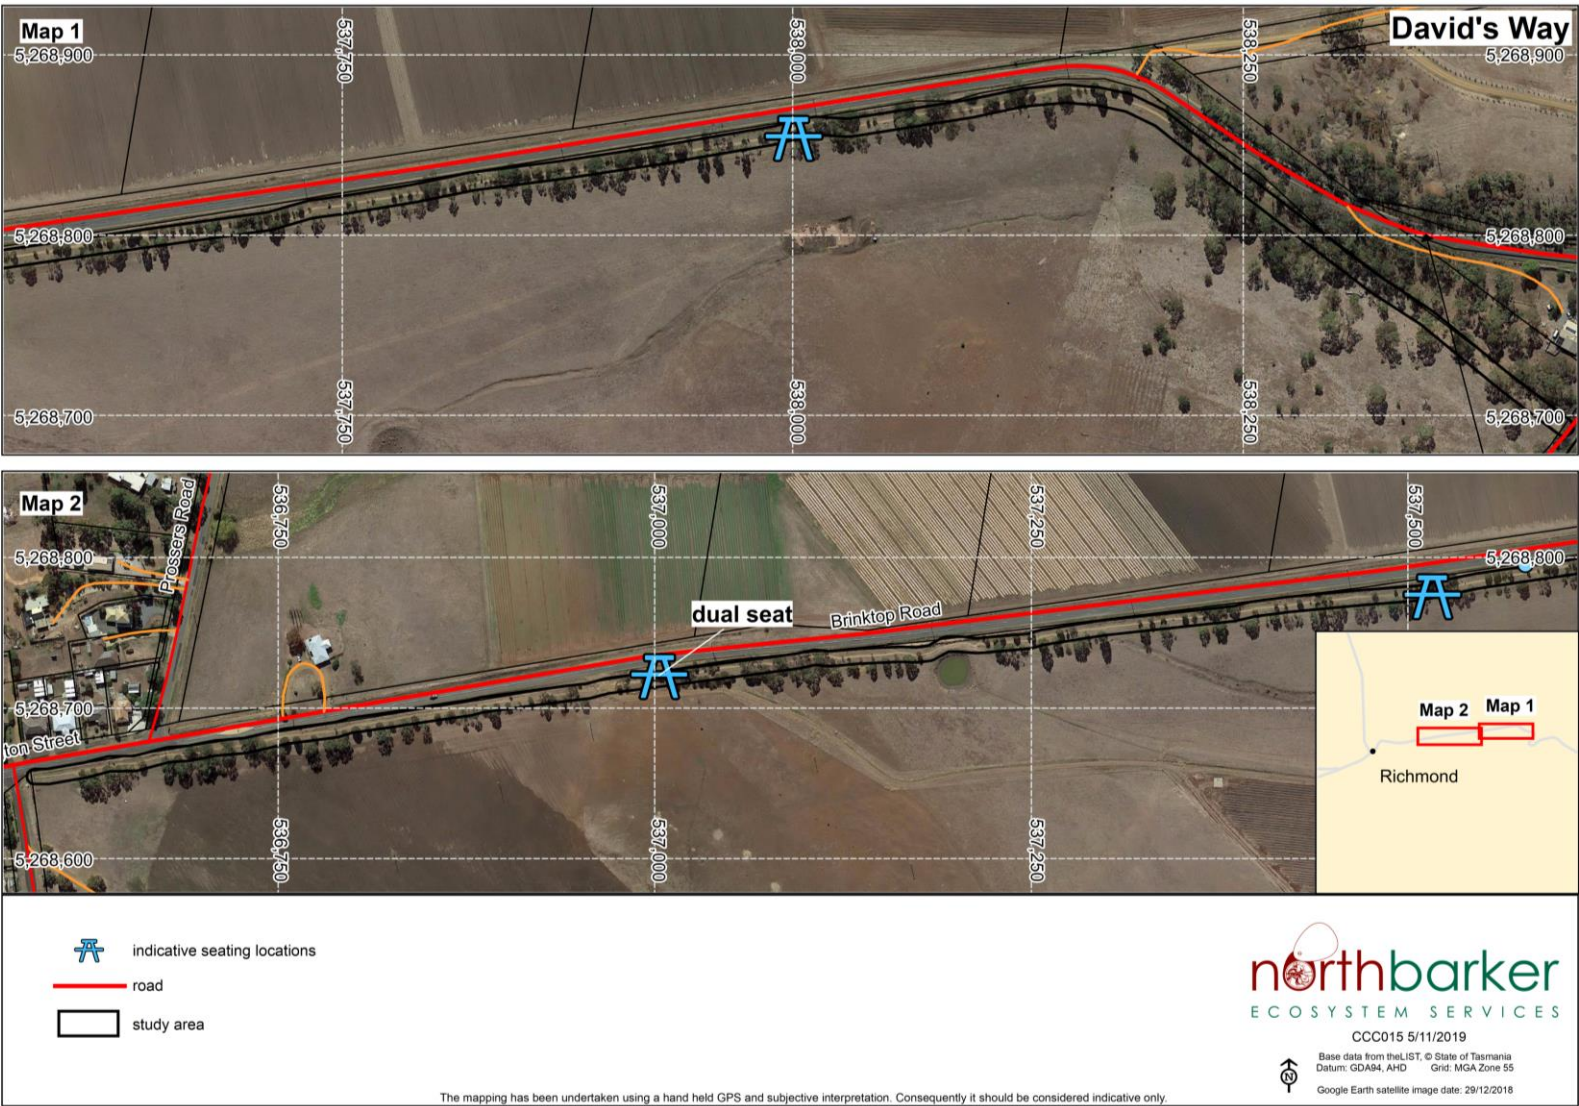 Map 1
David's Way
537,750
538,000
538,250
5,268,900
5,268,900
5,268,800
5,268,800
5,268,700
5,268,700
537,750
538,000
538,250
Map 2
Prossers Road
536,750
537,000
537,250
537,500
5,268,800
5,268,800
dual seat
Brinktop Road
5,268,700
ton Street
5,268,600
536,750
537,000
537,250
Map 2
Map 1
Richmond
indicative seating locations
road
study area
northbarker
ECOSYSTEM SERVICES
CCC015 5/11/2019
Base data from theLIST, © State of Tasmania
Datum: GDA94, AHD Grid: MGA Zone 55
N
Google Earth satellite image date: 29/12/2018
The mapping has been undertaken using a hand held GPS and subjective interpretation. Consequently it should be considered indicative only.